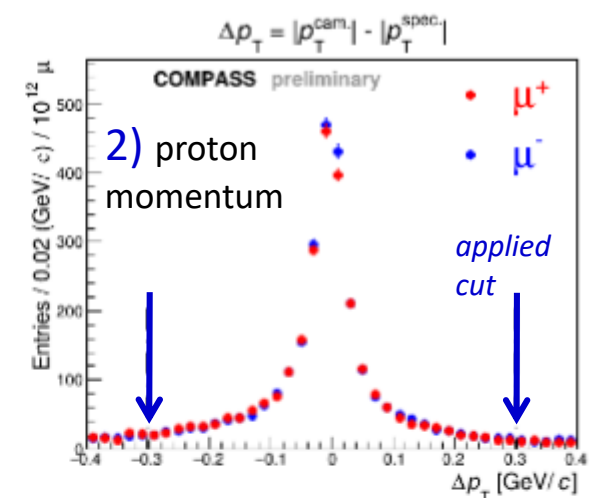 Δp_T = |p_T^cam.| - |p_T^spec.|
COMPASS preliminary
μ⁺
μ⁻
2) proton
momentum
applied
cut
Entries / 0.02 (GeV/ c) / 10¹² μ
500
400
300
200
100
0
-0.4 -0.3 -0.2 -0.1 0 0.1 0.2 0.3 0.4
Δp_T [GeV/ c]